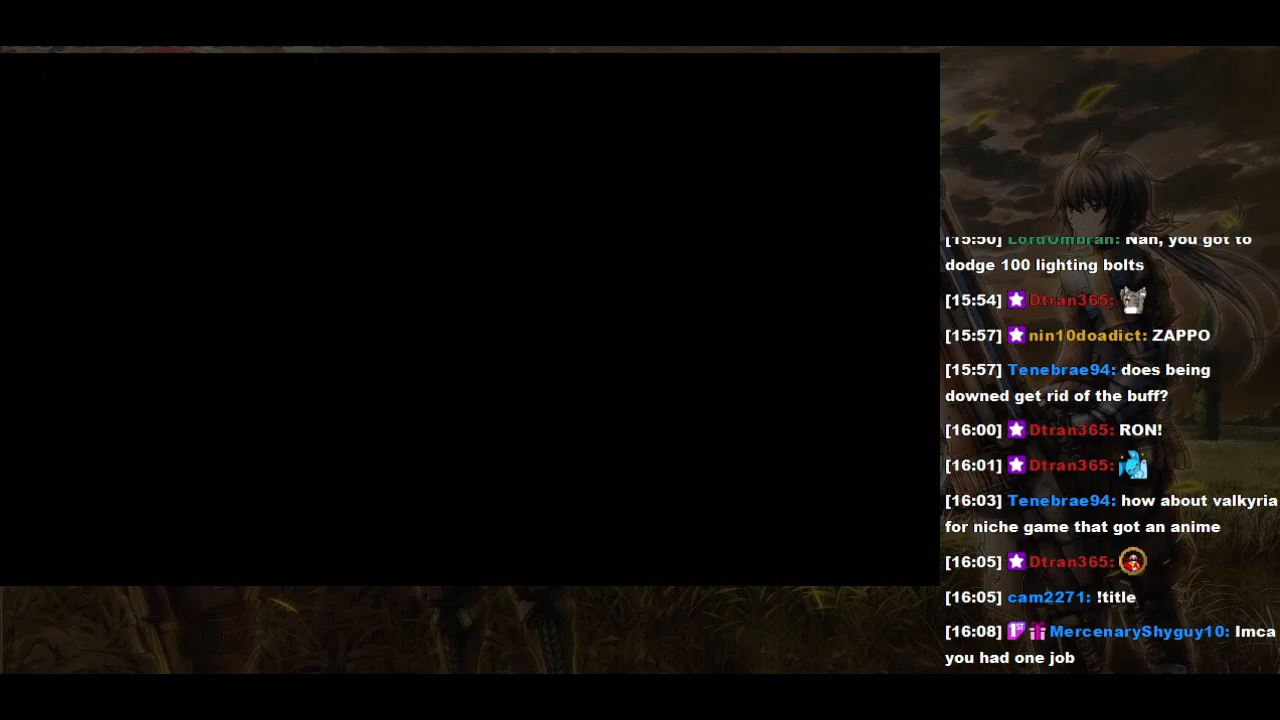 [15:50] LordUmbran: Nah, you got to
dodge 100 lighting bolts
[15:54] Dtran365:
[15:57] nin10doadict: ZAPPO
[15:57] Tenebrae94: does being
downed get rid of the buff?
[16:00] Dtran365: RON!
[16:01] Dtran365:
[16:03] Tenebrae94: how about valkyria
for niche game that got an anime
[16:05] Dtran365:
[16:05] cam2271: !title
[16:08] 1ST MercenaryShyguy10: Imca
you had one job